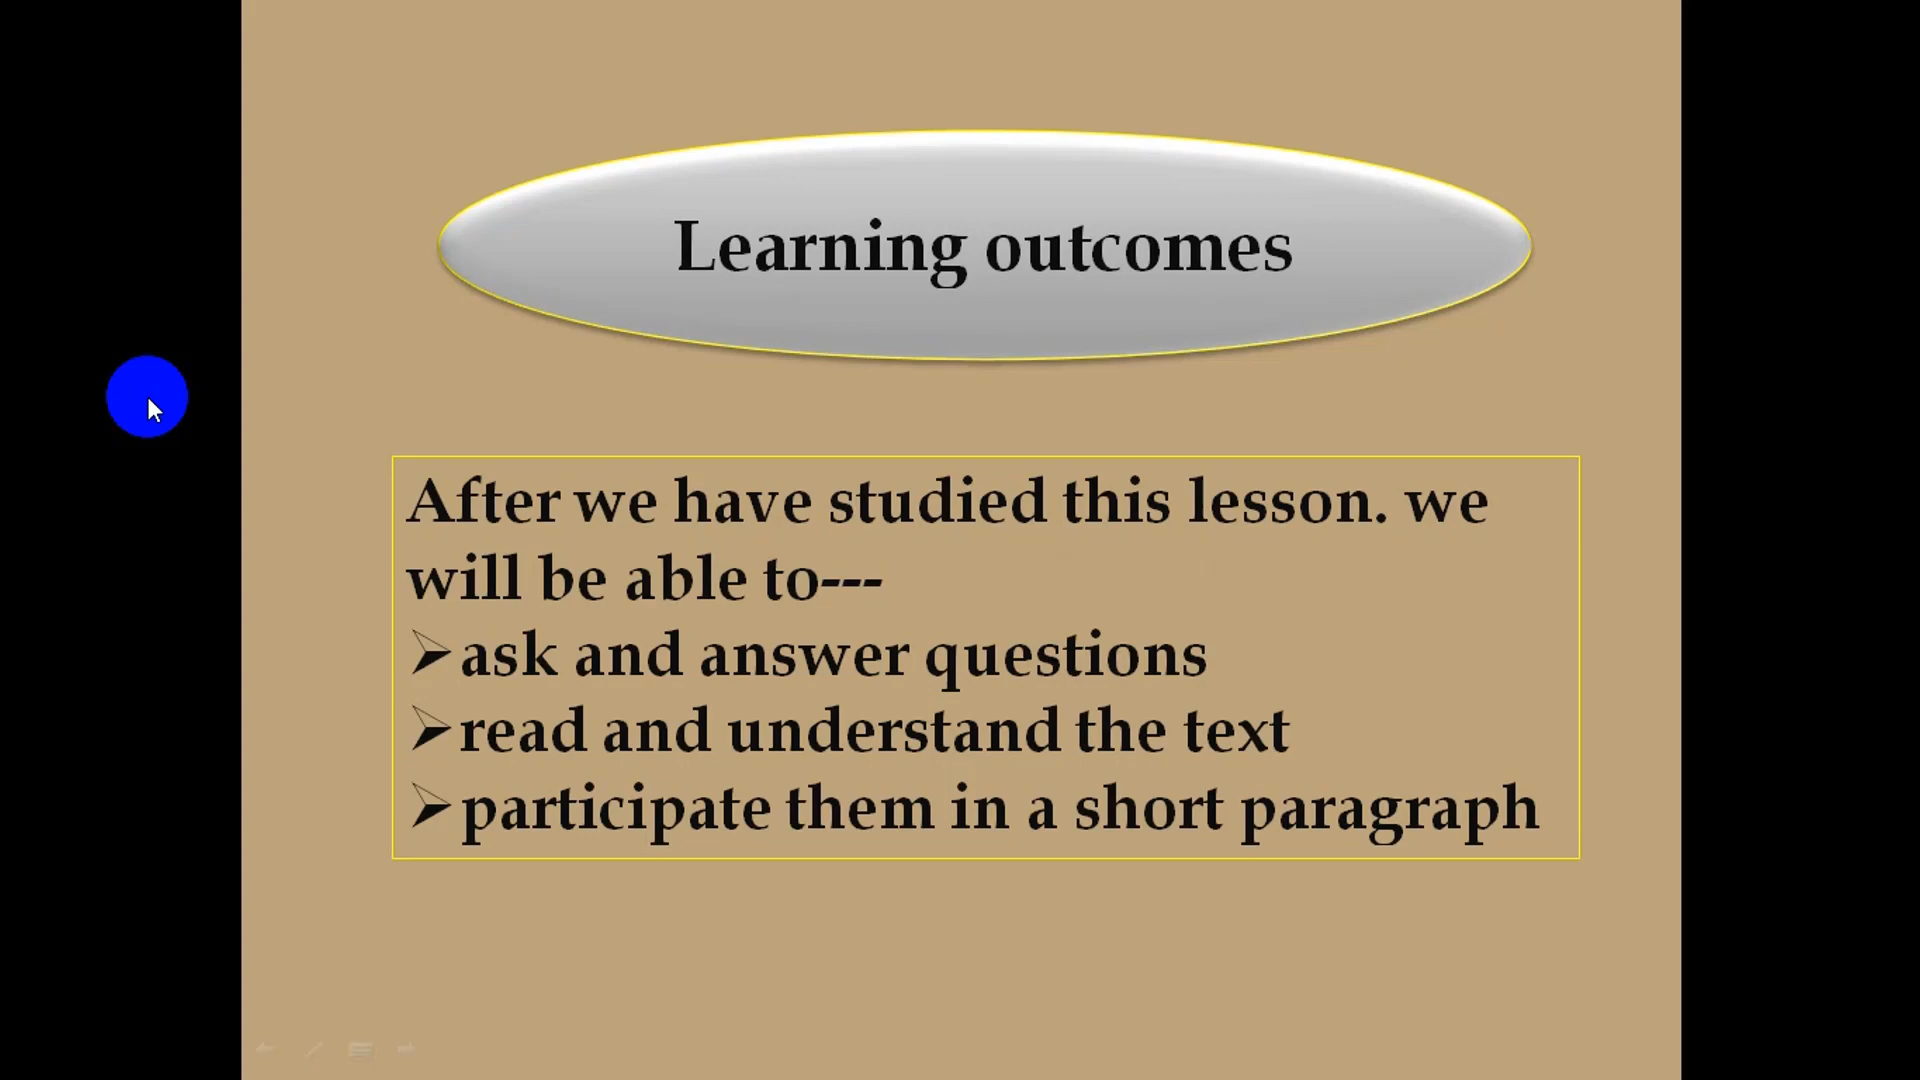 Learning outcomes
After we have studied this lesson. we
will be able to---
➢ask and answer questions
➢read and understand the text
➢participate them in a short paragraph